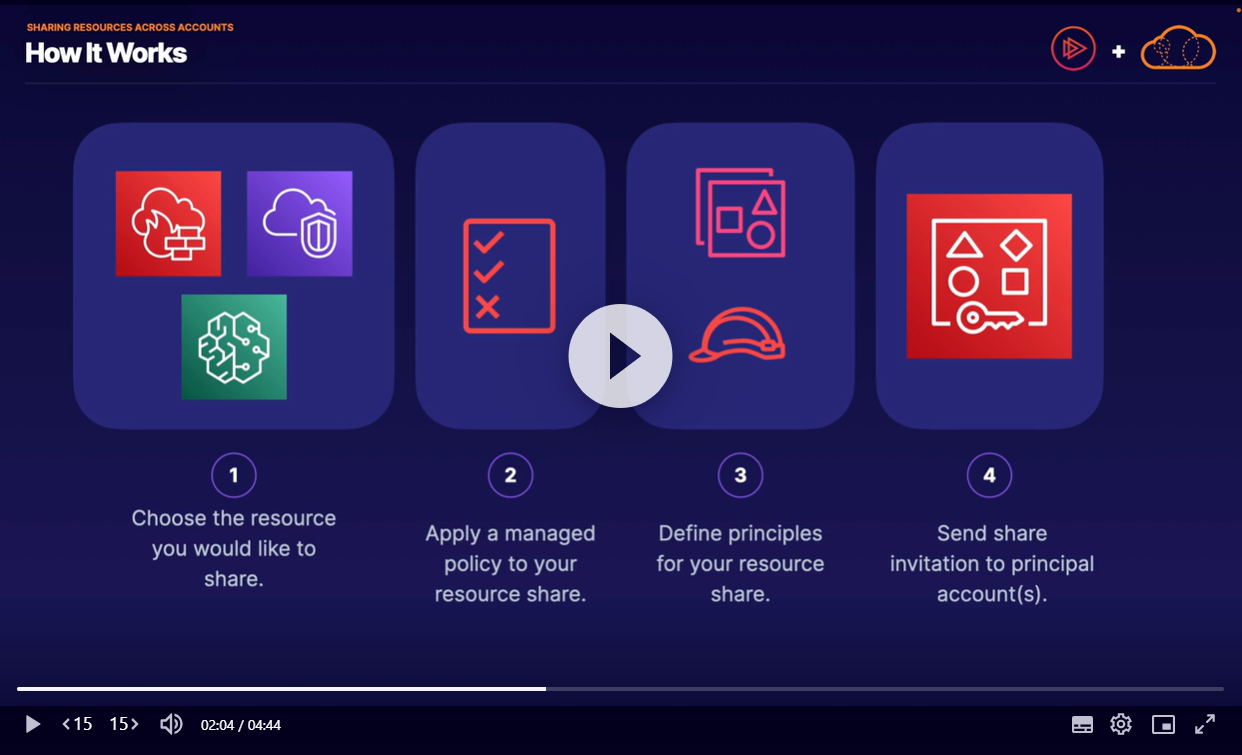 SHARING RESOURCES ACROSS ACCOUNTS
How It Works
+
1
Choose the resource
you would like to
share.
2
Apply a managed
policy to your
resource share.
3
Define principles
for your resource
share.
4
Send share
invitation to principal
account(s).
<15 15> 02:04 / 04:44